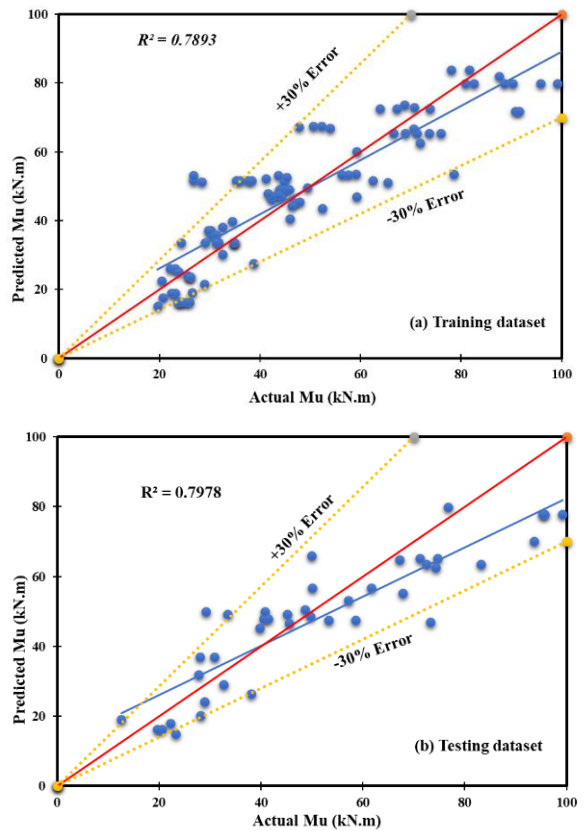 100
R² = 0.7893
80
+30% Error
60
Predicted Mu (kN.m)
40
-30% Error
20
(a) Training dataset
0
0 20 40 60 80 100
Actual Mu (kN.m)
100
R² = 0.7978
80
+30% Error
60
Predicted Mu (kN.m)
40
-30% Error
20
(b) Testing dataset
0
0 20 40 60 80 100
Actual Mu (kN.m)